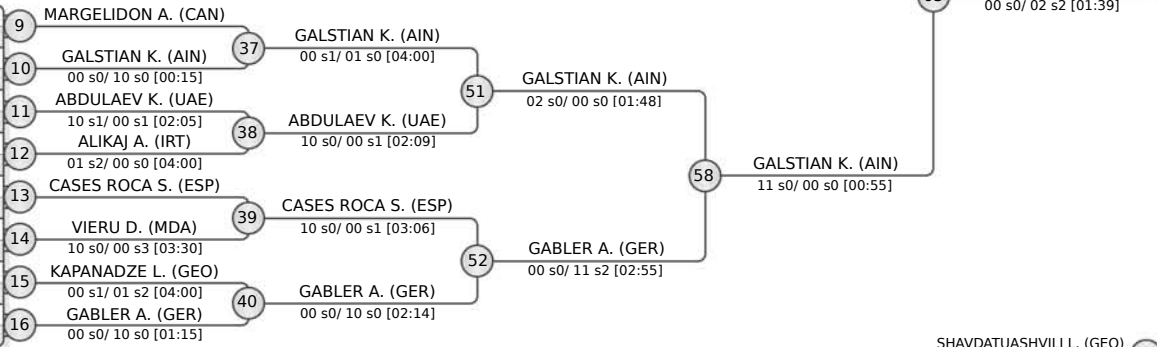 00 s0/ 02 s2 [01:39]
9
MARGELIDON A. (CAN)
37
GALSTIAN K. (AIN)
00 s1/ 01 s0 [04:00]
10
GALSTIAN K. (AIN)
00 s0/ 10 s0 [00:15]
51
GALSTIAN K. (AIN)
02 s0/ 00 s0 [01:48]
11
ABDULAEV K. (UAE)
10 s1/ 00 s1 [02:05]
38
ABDULAEV K. (UAE)
10 s0/ 00 s1 [02:09]
12
ALIKAJ A. (IRT)
01 s2/ 00 s0 [04:00]
58
GALSTIAN K. (AIN)
11 s0/ 00 s0 [00:55]
13
CASES ROCA S. (ESP)
39
CASES ROCA S. (ESP)
10 s0/ 00 s1 [03:06]
14
VIERU D. (MDA)
10 s0/ 00 s3 [03:30]
52
GABLER A. (GER)
00 s0/ 11 s2 [02:55]
15
KAPANADZE L. (GEO)
00 s1/ 01 s2 [04:00]
40
GABLER A. (GER)
00 s0/ 10 s0 [02:14]
16
GABLER A. (GER)
00 s0/ 10 s0 [01:15]
SHAVDATUASHVILI L. (GEO)